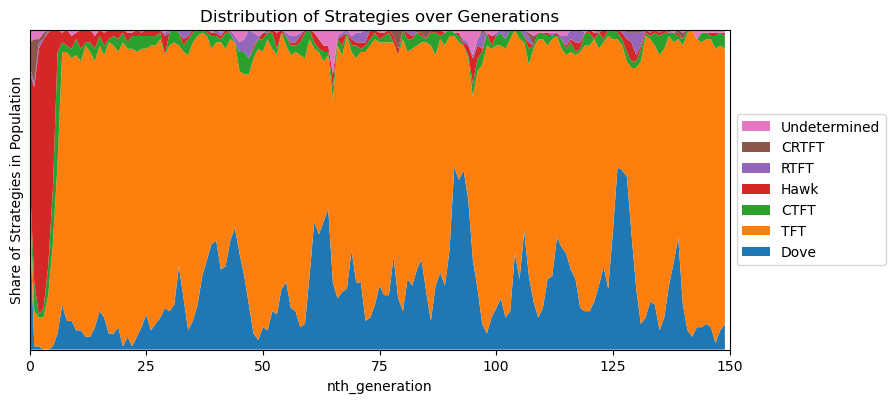 Distribution of Strategies over Generations
Share of Strategies in Population
0
25
50
75
100
125
150
nth_generation
Undetermined
CRTFT
RTFT
Hawk
CTFT
TFT
Dove